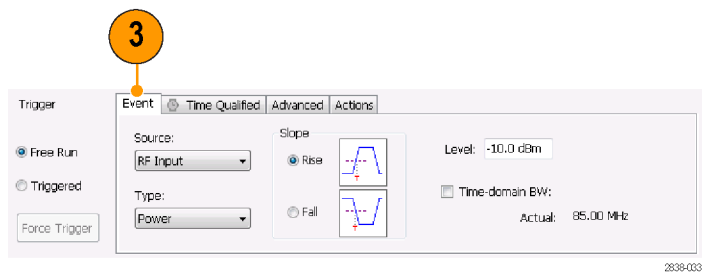 3
Trigger
Event Time Qualified Advanced Actions
Free Run
Triggered
Force Trigger
Source:
RF Input
Type:
Power
Slope
Rise
Fall
Level: -10.0 dBm
Time-domain BW:
Actual: 85.00 MHz
2838-033